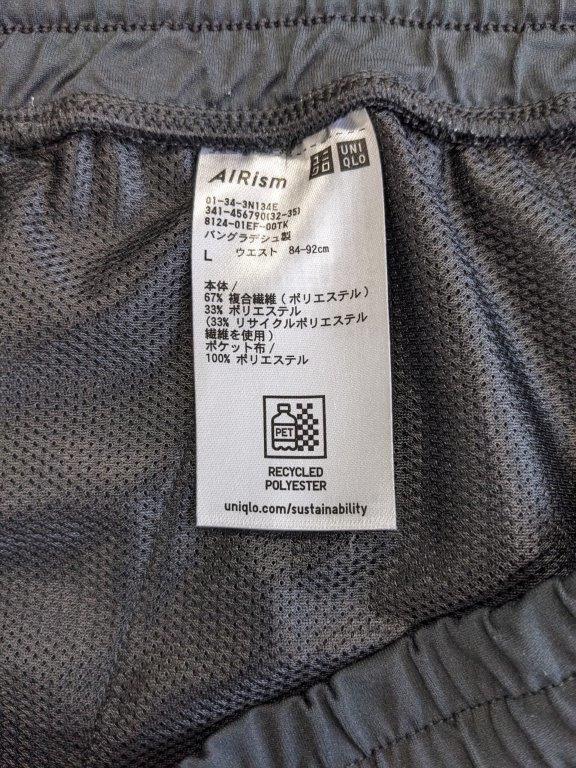 AIRism
ユニクロ
UNI
QLO
01-34-3N134E
341-456790(32-35)
8124-01EF-00TK
バングラデシュ製
L ウエスト 84-92cm
本体/
67% 複合繊維(ポリエステル)
33% ポリエステル
(33% リサイクルポリエステル
繊維を使用)
ポケット布/
100% ポリエステル
PET
RECYCLED
POLYESTER
uniqlo.com/sustainability